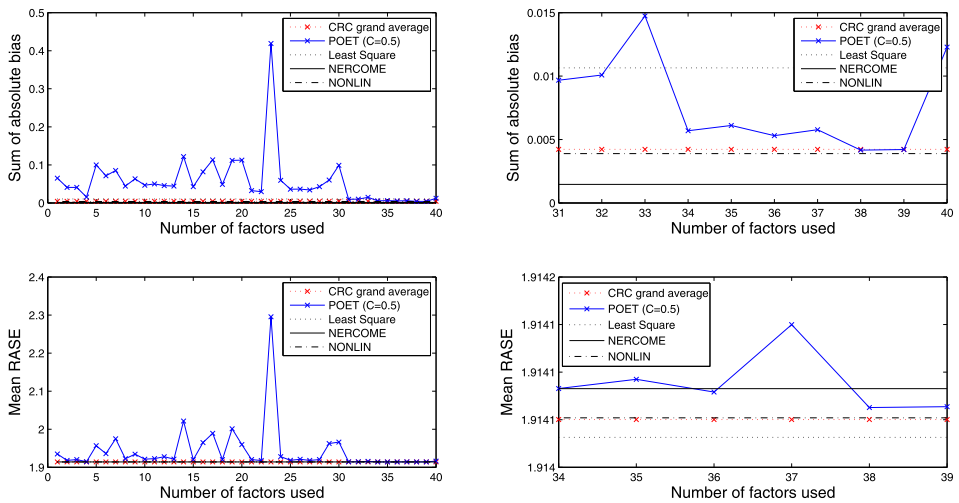 0.5
0.4
0.3
0.2
0.1
0
Sum of absolute bias
0 5 10 15 20 25 30 35 40
Number of factors used
CRC grand average
POET (C=0.5)
Least Square
NERCOME
NONLIN
0.015
0.01
0.005
0
Sum of absolute bias
31 32 33 34 35 36 37 38 39 40
Number of factors used
CRC grand average
POET (C=0.5)
Least Square
NERCOME
NONLIN
2.4
2.3
2.2
2.1
2
1.9
Mean RASE
0 5 10 15 20 25 30 35 40
Number of factors used
CRC grand average
POET (C=0.5)
Least Square
NERCOME
NONLIN
1.9142
1.9141
1.9141
1.9141
1.914
Mean RASE
34 35 36 37 38 39
Number of factors used
CRC grand average
POET (C=0.5)
Least Square
NERCOME
NONLIN